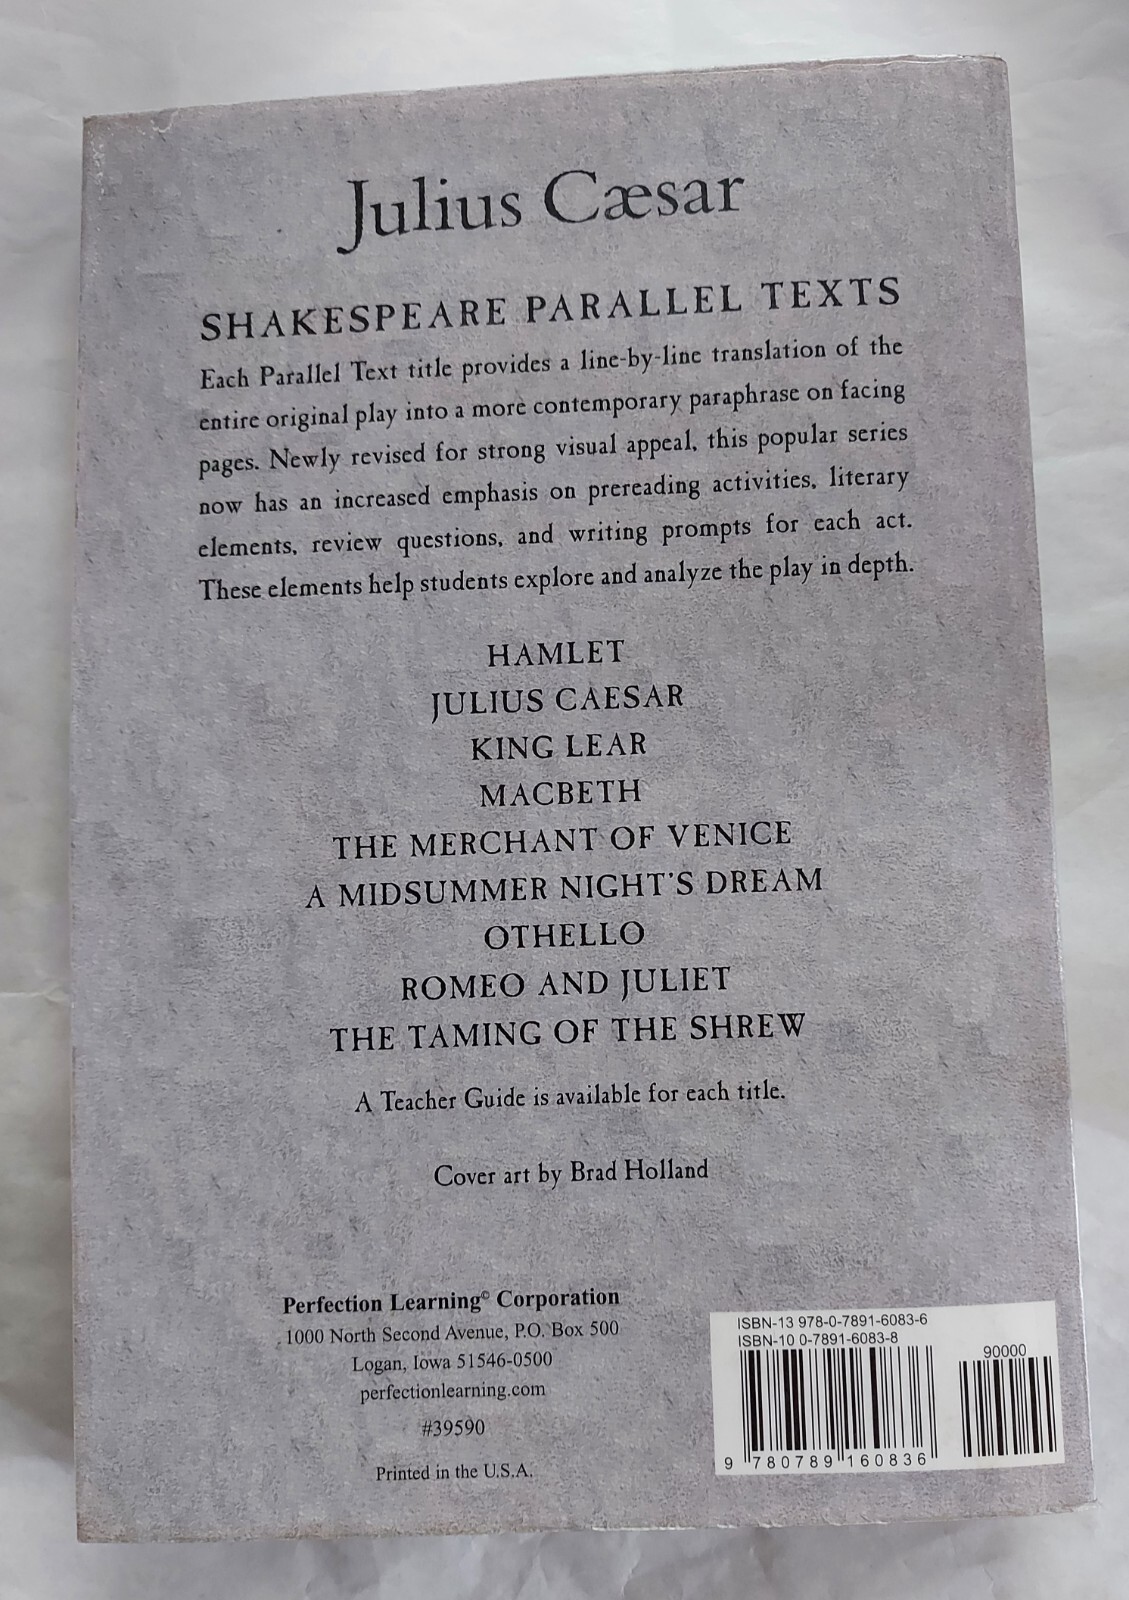 Julius Cæsar
SHAKESPEARE PARALLEL TEXTS
Each Parallel Text title provides a line-by-line translation of the
entire original play into a more contemporary paraphrase on facing
pages. Newly revised for strong visual appeal, this popular series
now has an increased emphasis on prereading activities, literary
elements, review questions, and writing prompts for each act.
These elements help students explore and analyze the play in depth.
HAMLET
JULIUS CAESAR
KING LEAR
MACBETH
THE MERCHANT OF VENICE
A MIDSUMMER NIGHT'S DREAM
OTHELLO
ROMEO AND JULIET
THE TAMING OF THE SHREW
A Teacher Guide is available for each title.
Cover art by Brad Holland
Perfection Learning© Corporation
1000 North Second Avenue, P.O. Box 500
Logan, Iowa 51546-0500
perfectionlearning.com
#39590
Printed in the U.S.A.
ISBN-13 978-0-7891-6083-6
ISBN-10 0-7891-6083-8
90000
9 780789 160836